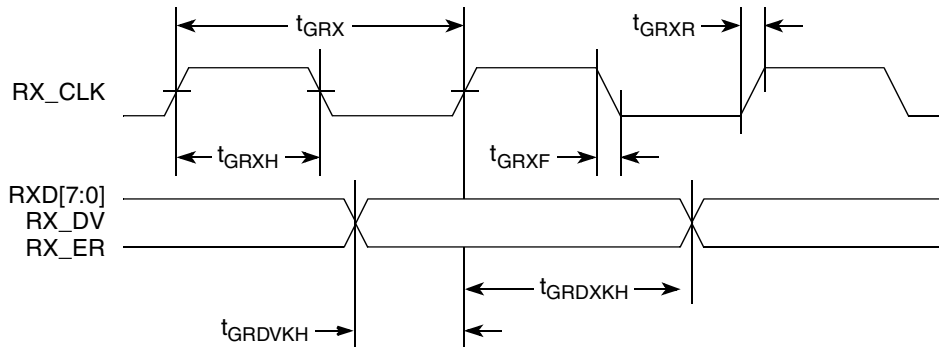 tGRX
tGRXR
RX_CLK
tGRXH
tGRXF
RXD[7:0]
RX_DV
RX_ER
tGRDXKH
tGRDVKH